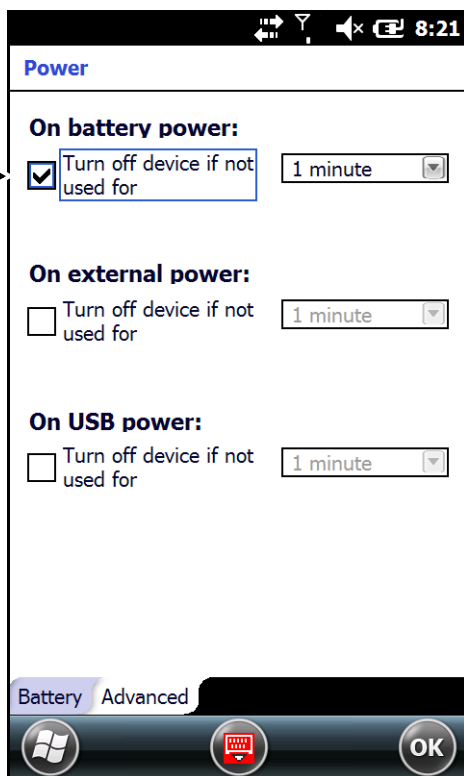 8:21
Power
On battery power:
Turn off device if not
used for
1 minute
On external power:
Turn off device if not
used for
1 minute
On USB power:
Turn off device if not
used for
1 minute
Battery Advanced
OK